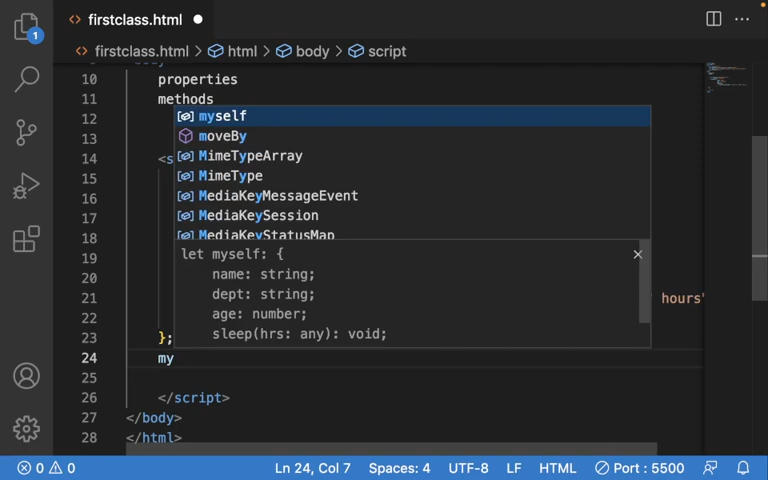 firstclass.html
firstclass.html > html > body > script
1
10 properties
11 methods
12 myself
13 moveBy
14 <s MimeTypeArray
15 MimeType
16 MediaKeyMessageEvent
17 MediaKeySession
18 MediaKeyStatusMap
19 let myself: {
20 name: string;
21 dept: string; hours"
22 age: number;
23 }; sleep(hrs: any): void;
24 my
25
26 </script>
27 </body>
28 </html>
0 0 Ln 24, Col 7 Spaces: 4 UTF-8 LF HTML Port : 5500